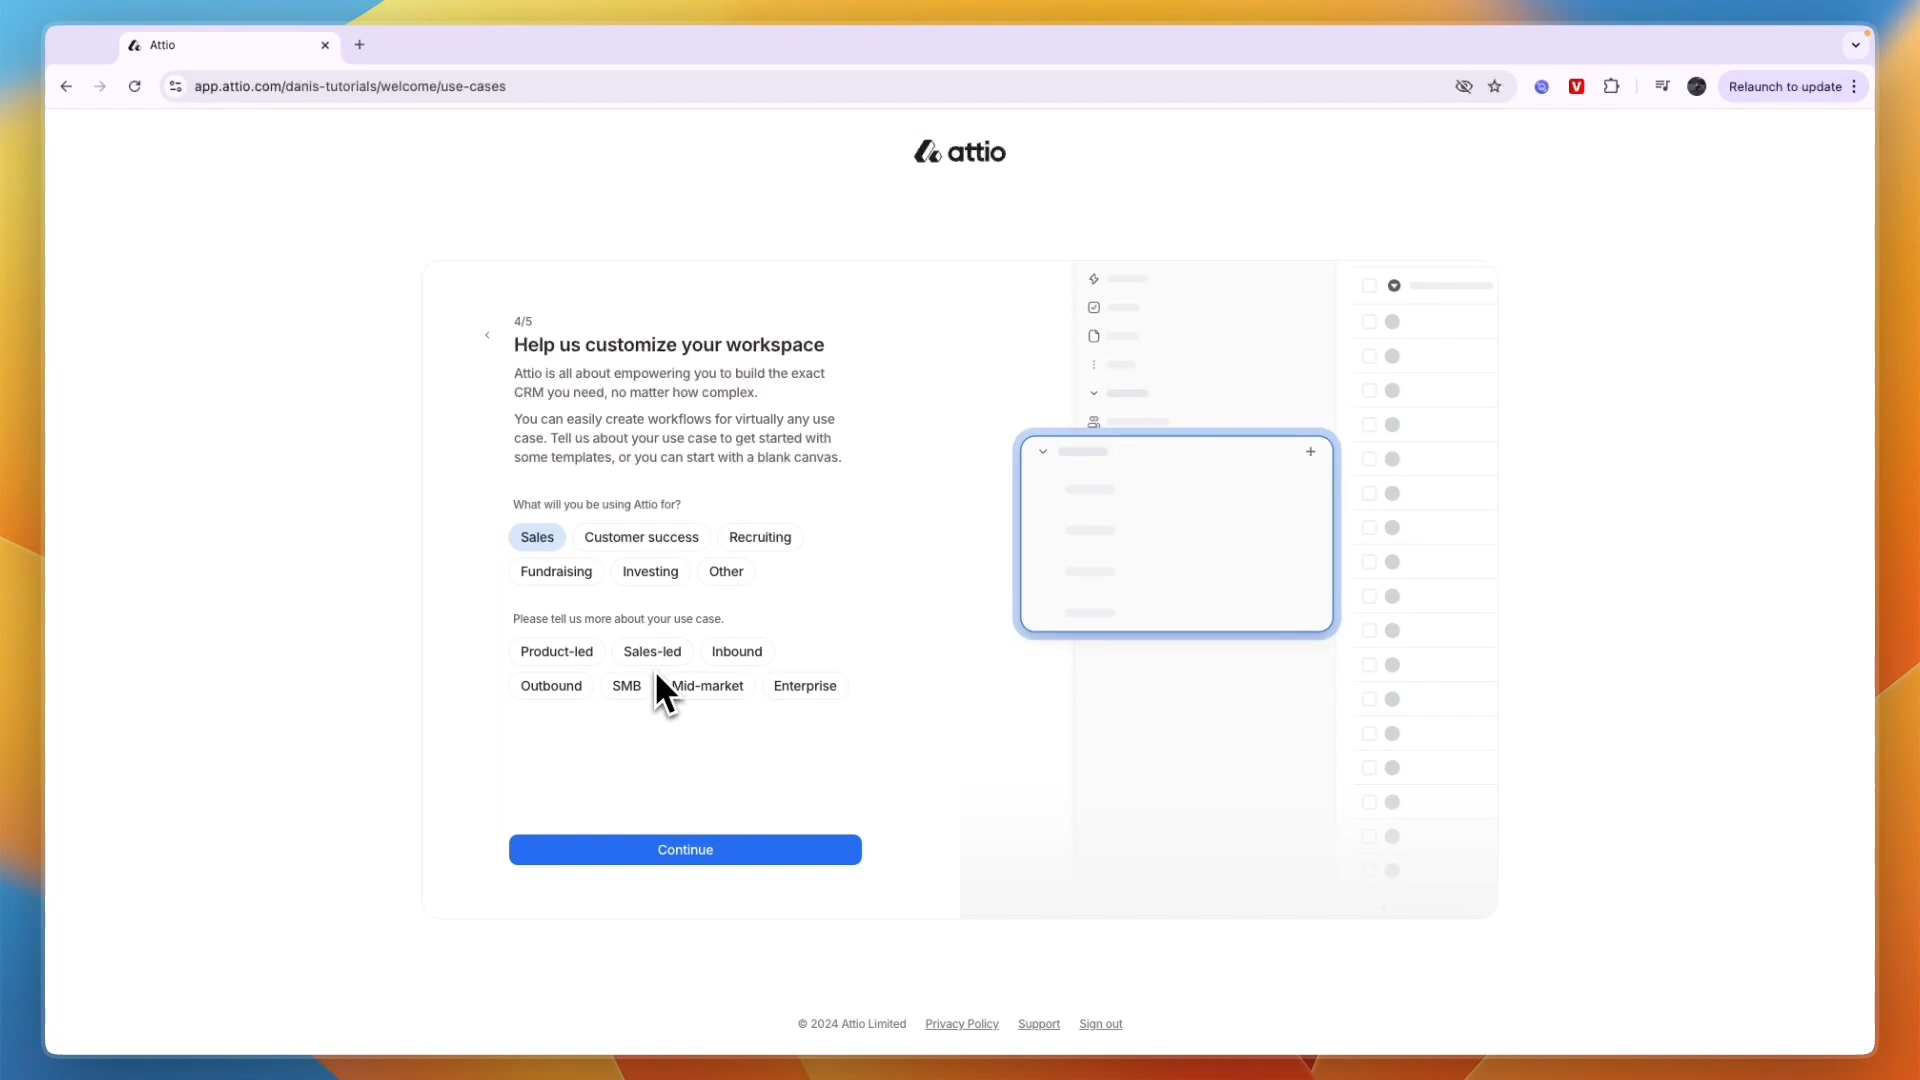 Attio
app.attio.com/danis-tutorials/welcome/use-cases
Relaunch to update
attio
4/5
Help us customize your workspace
Attio is all about empowering you to build the exact
CRM you need, no matter how complex.
You can easily create workflows for virtually any use
case. Tell us about your use case to get started with
some templates, or you can start with a blank canvas.
What will you be using Attio for?
Sales Customer success Recruiting
Fundraising Investing Other
Please tell us more about your use case.
Product-led Sales-led Inbound
Outbound SMB Mid-market Enterprise
Continue
© 2024 Attio Limited Privacy Policy Support Sign out